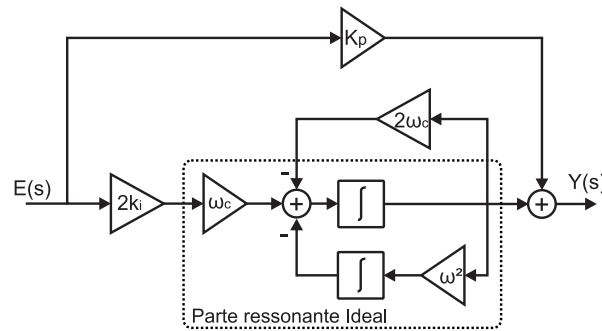 Kp
2ωc
E(s)
Y(s)
2ki
ωc
+
∫
+
-
-
∫
ω²
Parte ressonante Ideal